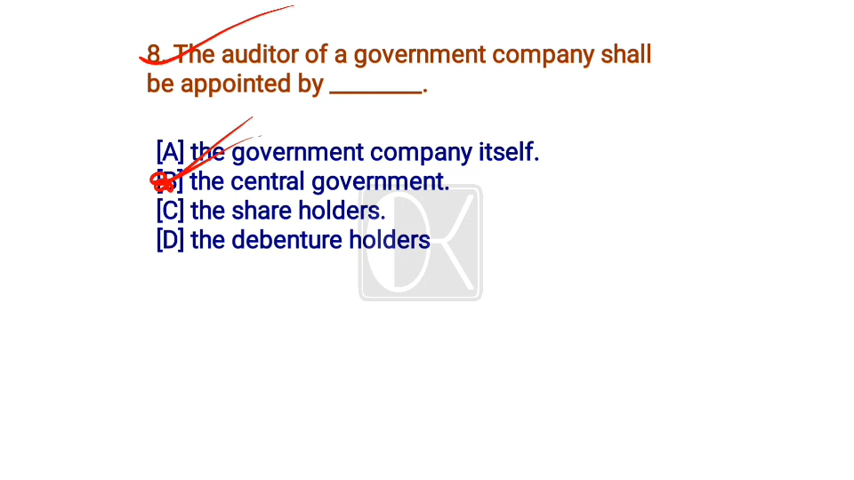 8. The auditor of a government company shall
be appointed by ________.
[A] the government company itself.
[B] the central government.
[C] the share holders.
[D] the debenture holders